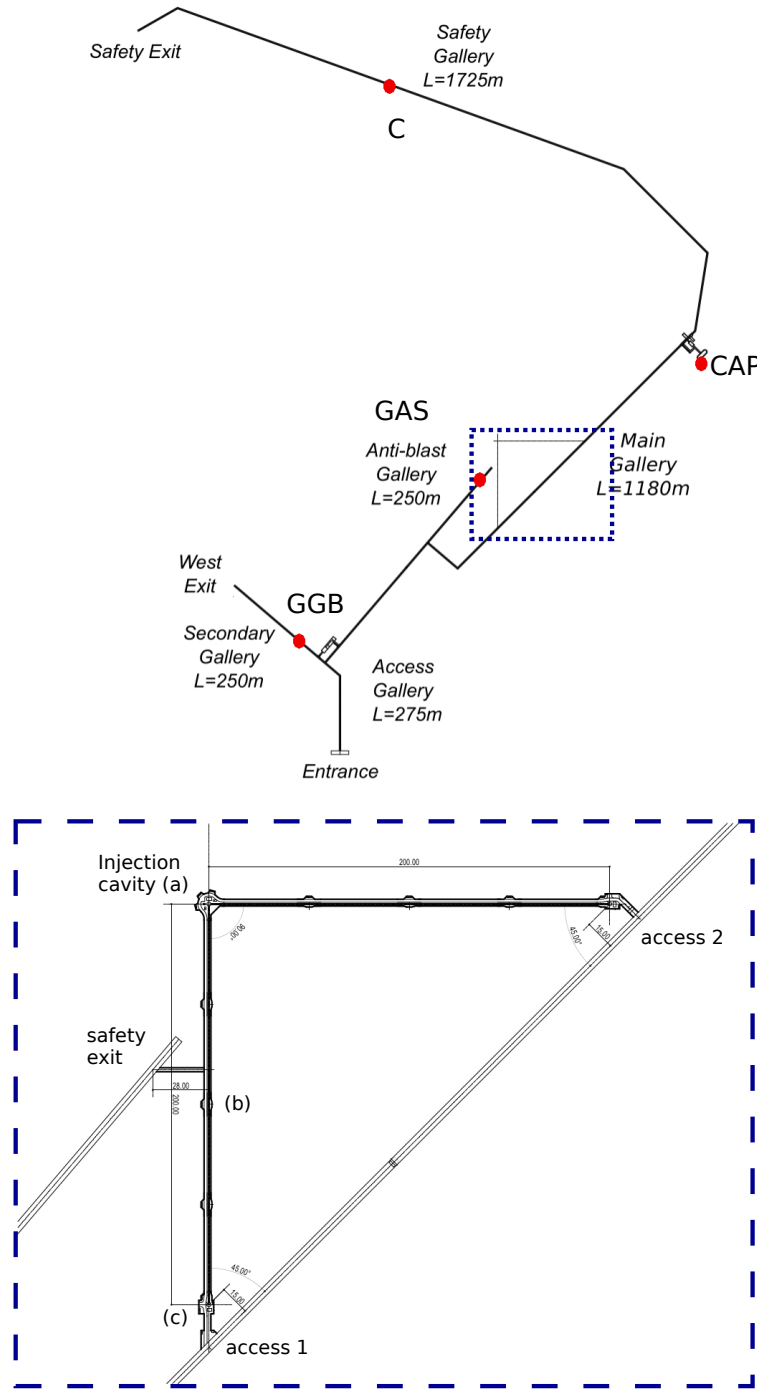 Safety Exit
Safety
Gallery
L=1725m
C
CAP
GAS
Anti-blast
Gallery
L=250m
Main
Gallery
L=1180m
West
Exit
GGB
Secondary
Gallery
L=250m
Access
Gallery
L=275m
Entrance
Injection
cavity (a)
200.00
90.00°
45.00°
15.00
access 2
safety
exit
28.00
200.00
(b)
45.00°
15.00
(c)
access 1